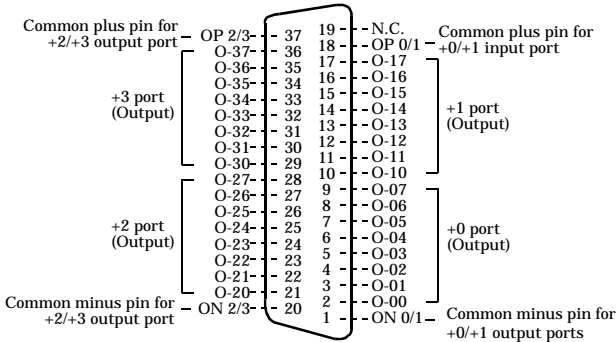 Common plus pin for
+2/+3 output port
OP 2/3 37
O-37 36
O-36 35
O-35 34
O-34 33
O-33 32
O-32 31
O-31 30
O-30 29
O-27 28
O-26 27
O-25 26
O-24 25
O-23 24
O-22 23
O-21 22
O-20 21
ON 2/3 20
+3 port
(Output)
+2 port
(Output)
Common minus pin for
+2/+3 output port
19 N.C.
18 OP 0/1
17 O-17
16 O-16
15 O-15
14 O-14
13 O-13
12 O-12
11 O-11
10 O-10
9 O-07
8 O-06
7 O-05
6 O-04
5 O-03
4 O-02
3 O-01
2 O-00
1 ON 0/1
Common plus pin for
+0/+1 input port
+1 port
(Output)
+0 port
(Output)
Common minus pin for
+0/+1 output ports